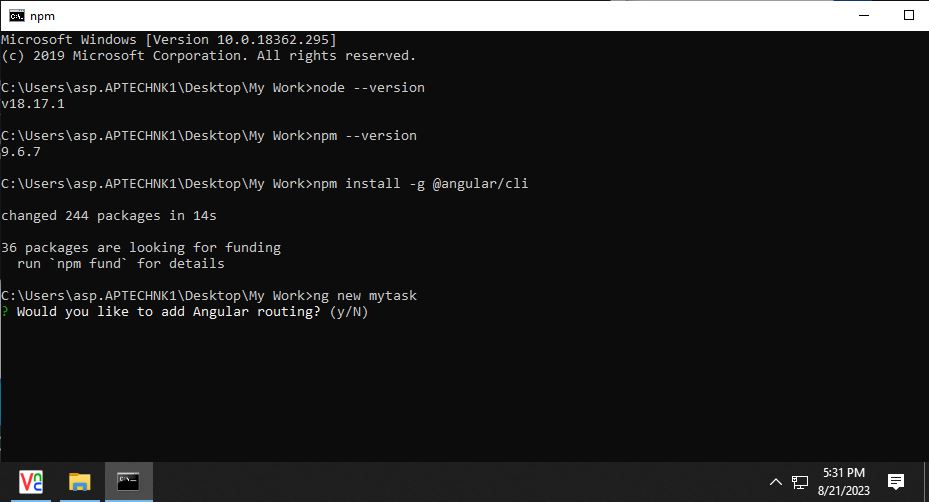 npm
Microsoft Windows [Version 10.0.18362.295]
(c) 2019 Microsoft Corporation. All rights reserved.
C:\Users\asp.APTECHNK1\Desktop\My Work>node --version
v18.17.1
C:\Users\asp.APTECHNK1\Desktop\My Work>npm --version
9.6.7
C:\Users\asp.APTECHNK1\Desktop\My Work>npm install -g @angular/cli
changed 244 packages in 14s
36 packages are looking for funding
run `npm fund` for details
C:\Users\asp.APTECHNK1\Desktop\My Work>ng new mytask
? Would you like to add Angular routing? (y/N)
5:31 PM
8/21/2023